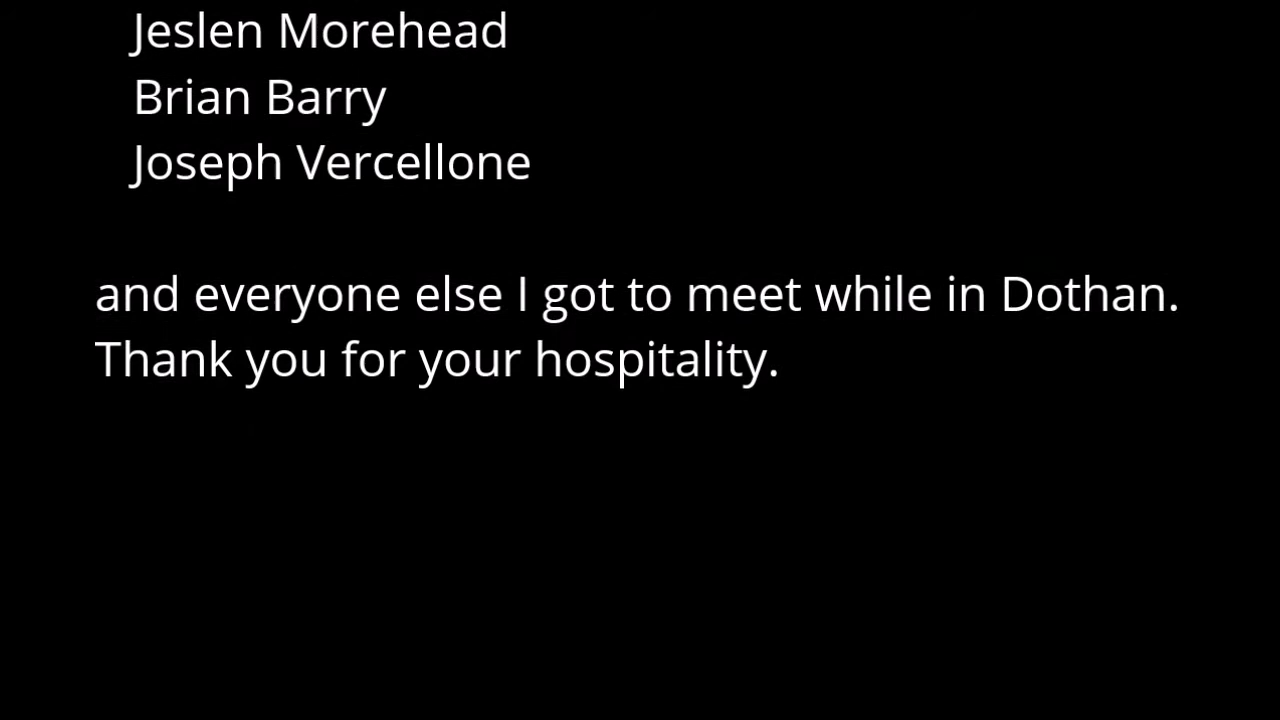 Jeslen Morehead
Brian Barry
Joseph Vercellone
and everyone else I got to meet while in Dothan.
Thank you for your hospitality.